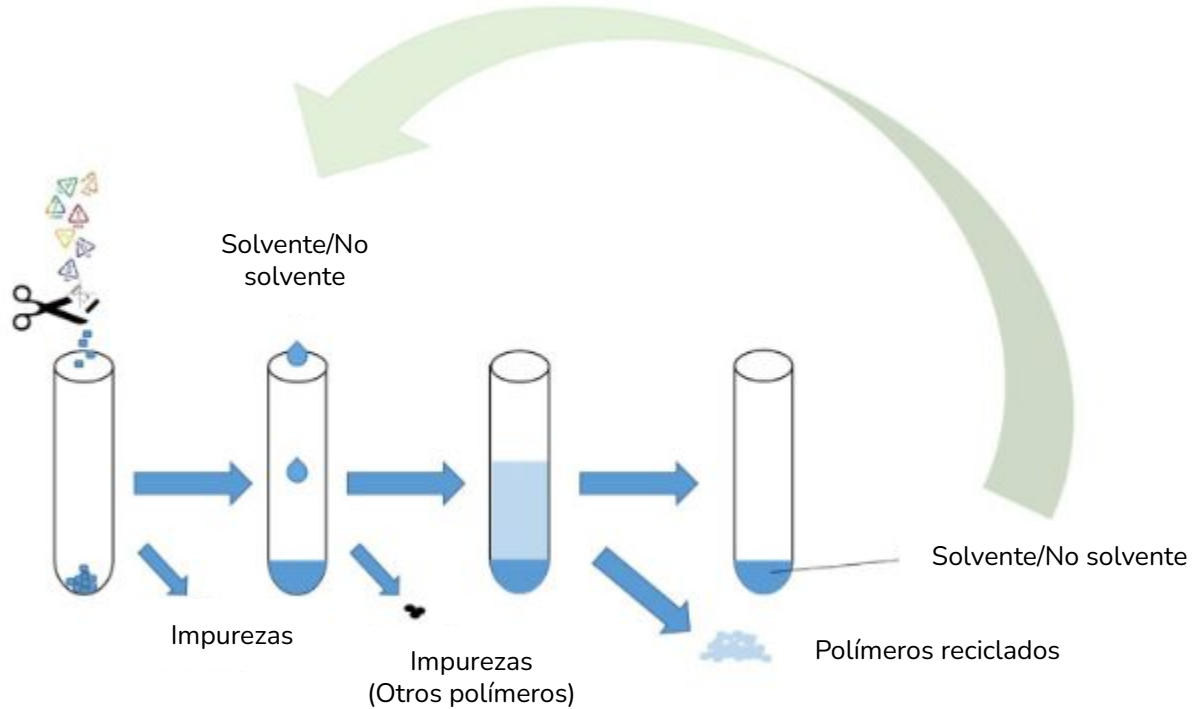 Solvente/No
solvente
Solvente/No solvente
Impurezas
Polímeros reciclados
Impurezas
(Otros polímeros)